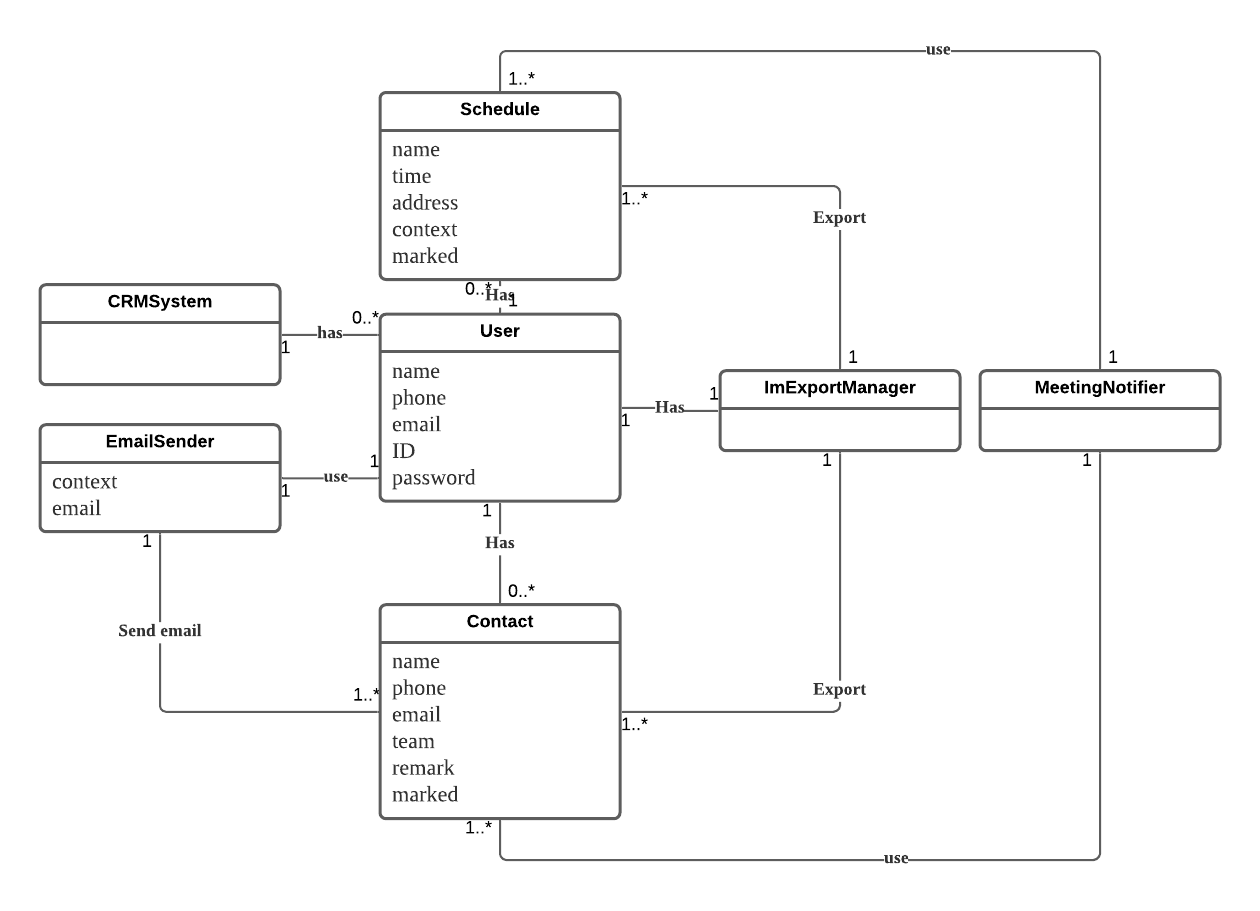 use
1..*
Schedule
name
time
address
context
marked
1..*
Export
0..*
Has
1
CRMSystem
has
1
0..*
User
name
phone
email
ID
password
1
Has
1
ImExportManager
1
1
MeetingNotifier
1
1
EmailSender
context
email
1
use
1
1
Send email
1..*
1
Has
0..*
Contact
name
phone
email
team
remark
marked
1..*
Export
1..*
use